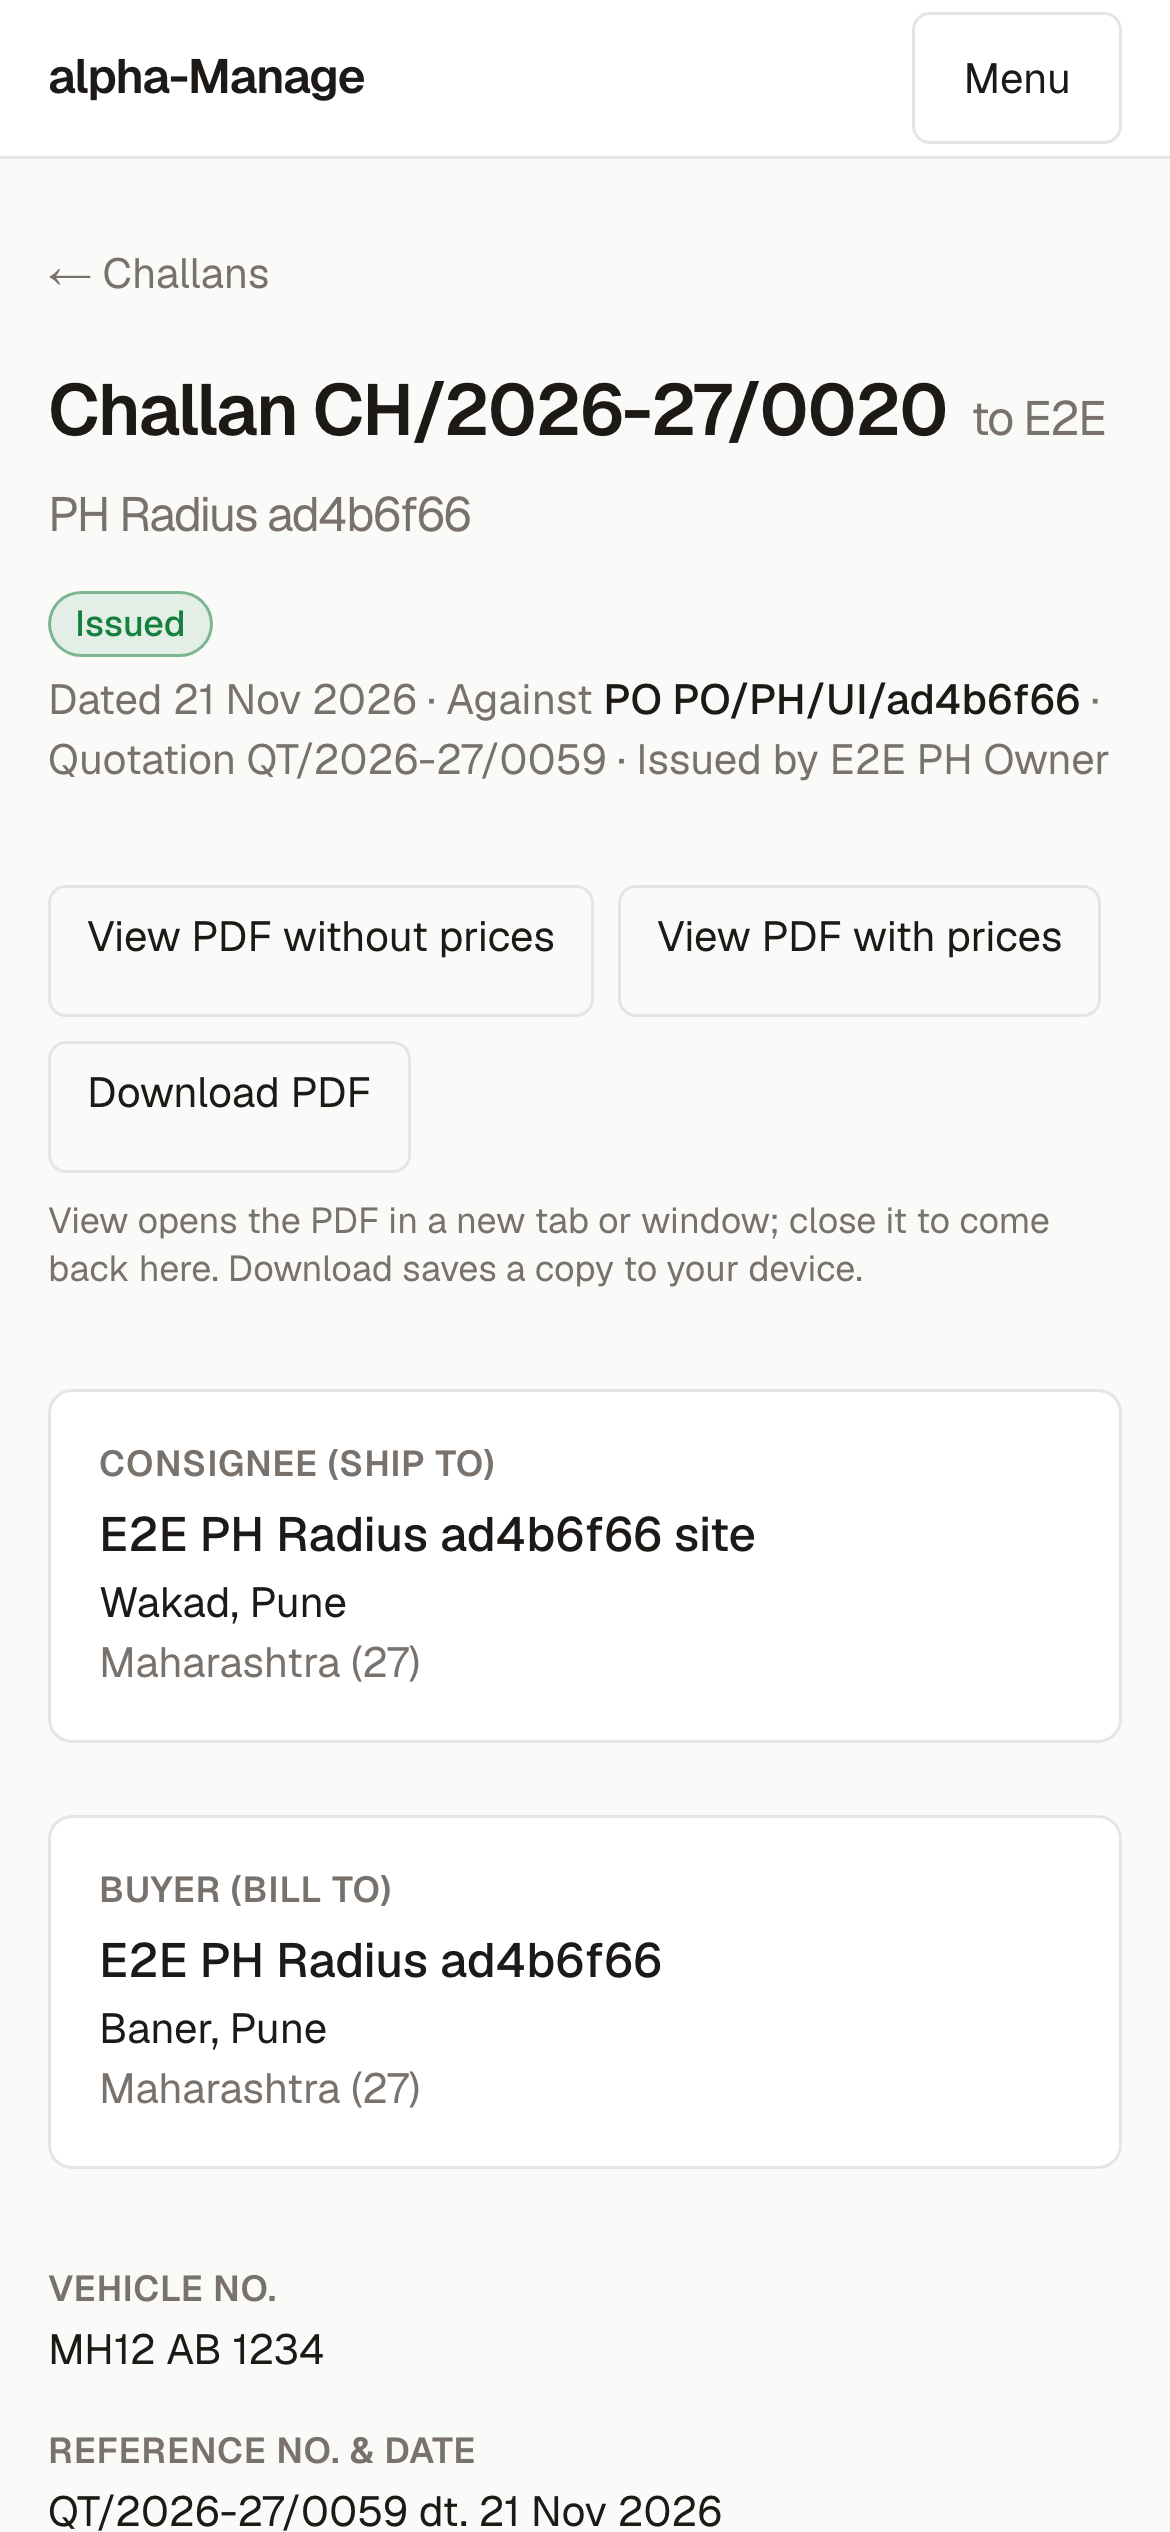 alpha-Manage
Menu
← Challans
Challan CH/2026-27/0020 to E2E
PH Radius ad4b6f66
Issued
Dated 21 Nov 2026 · Against PO PO/PH/UI/ad4b6f66 ·
Quotation QT/2026-27/0059 · Issued by E2E PH Owner
View PDF without prices
View PDF with prices
Download PDF
View opens the PDF in a new tab or window; close it to come
back here. Download saves a copy to your device.
CONSIGNEE (SHIP TO)
E2E PH Radius ad4b6f66 site
Wakad, Pune
Maharashtra (27)
BUYER (BILL TO)
E2E PH Radius ad4b6f66
Baner, Pune
Maharashtra (27)
VEHICLE NO.
MH12 AB 1234
REFERENCE NO. & DATE
QT/2026-27/0059 dt. 21 Nov 2026